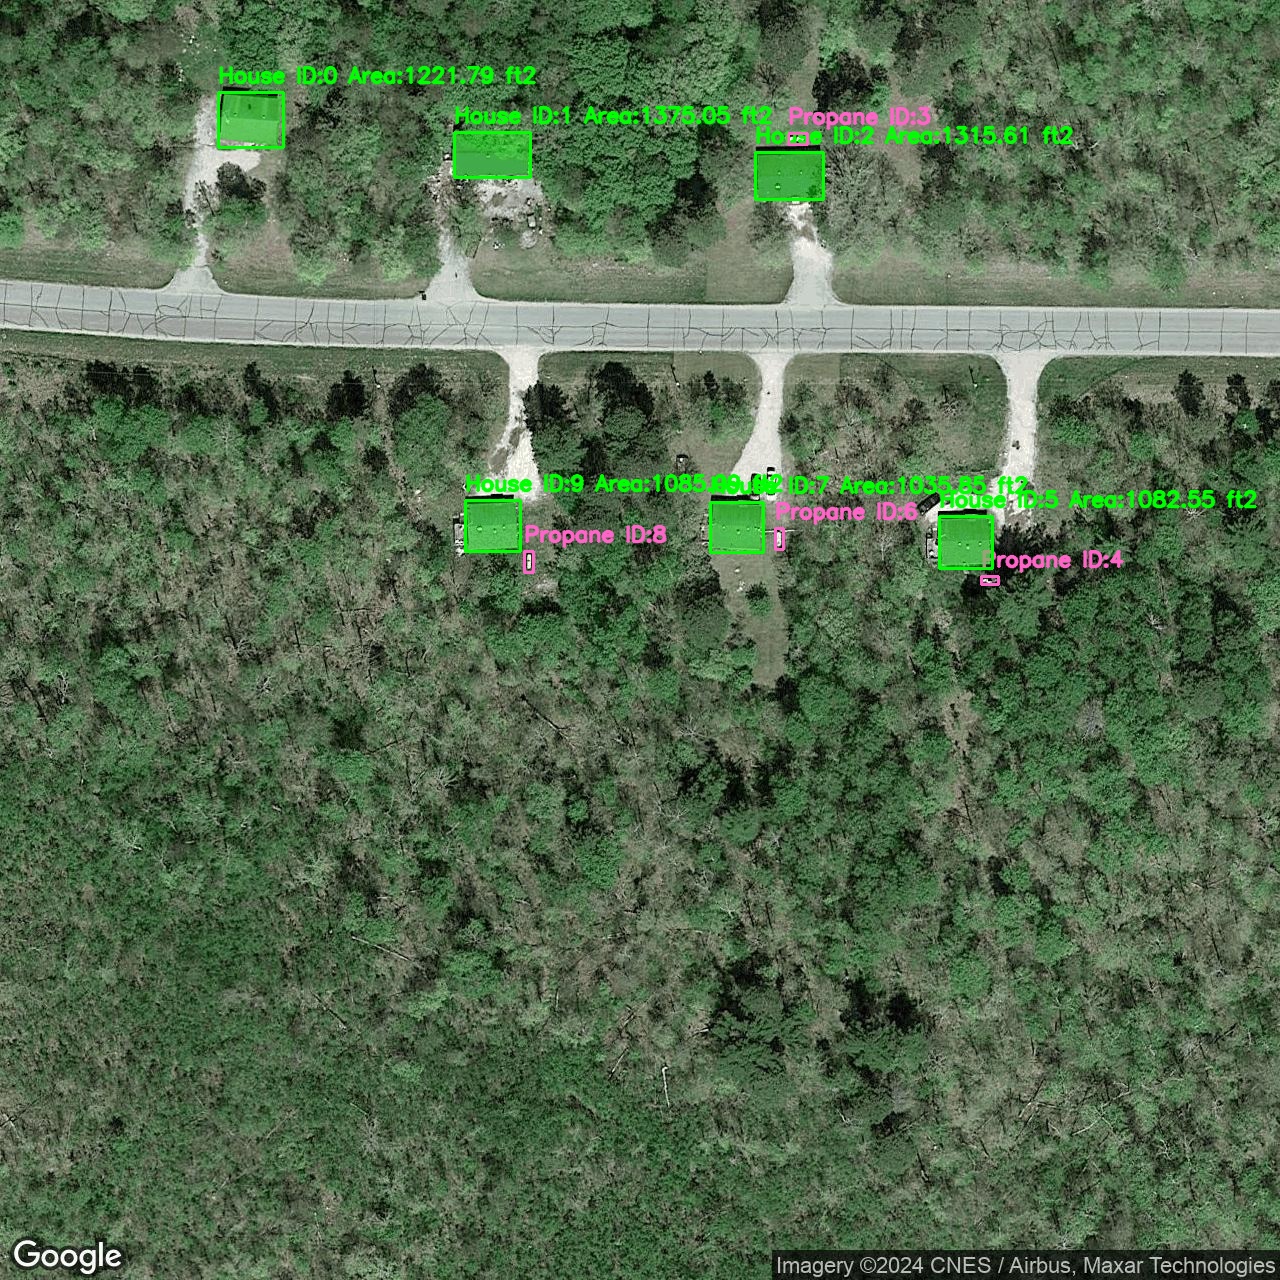 House ID:0 Area:1221.79 ft2
House ID:1 Area:1375.05 ft2
Propane ID:3
House ID:2 Area:1315.61 ft2
House ID:9 Area:1085.
ID:7 Area:1035.85 ft2
House ID:5 Area:1082.55 ft2
Propane ID:6
Propane ID:8
Propane ID:4
Google
Imagery ©2024 CNES / Airbus, Maxar Technologies